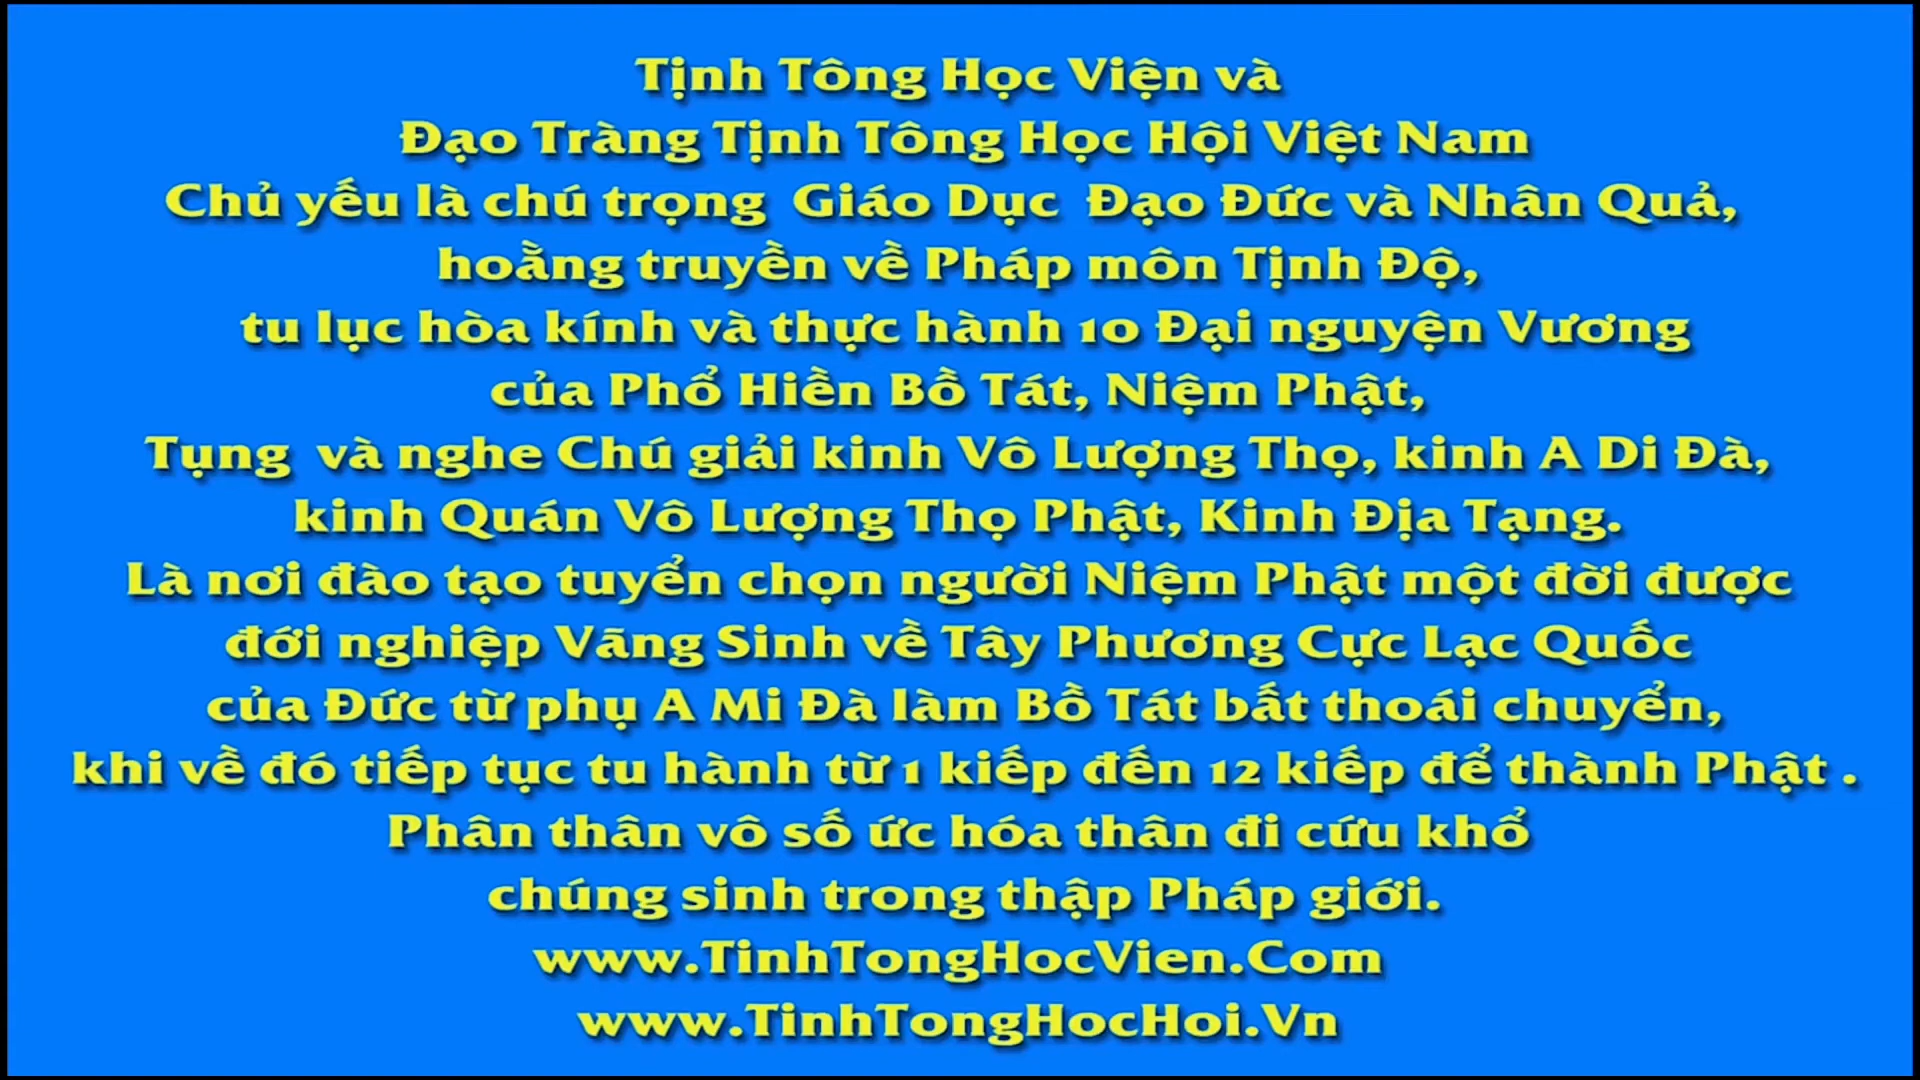 Tịnh Tông Học Viện và
Đạo Tràng Tịnh Tông Học Hội Việt Nam
Chủ yếu là chú trọng Giáo Dục Đạo Đức và Nhân Quả,
hoằng truyền về Pháp môn Tịnh Độ,
tu lục hòa kính và thực hành 10 Đại nguyện Vương
của Phổ Hiền Bồ Tát, Niệm Phật,
Tụng và nghe Chú giải kinh Vô Lượng Thọ, kinh A Di Đà,
kinh Quán Vô Lượng Thọ Phật, Kinh Địa Tạng.
Là nơi đào tạo tuyển chọn người Niệm Phật một đời được
đới nghiệp Vãng Sinh về Tây Phương Cực Lạc Quốc
của Đức từ phụ A Mi Đà làm Bồ Tát bất thoái chuyển,
khi về đó tiếp tục tu hành từ 1 kiếp đến 12 kiếp để thành Phật .
Phân thân vô số ức hóa thân đi cứu khổ
chúng sinh trong thập Pháp giới.
www.TinhTongHocVien.Com
www.TinhTongHocHoi.Vn